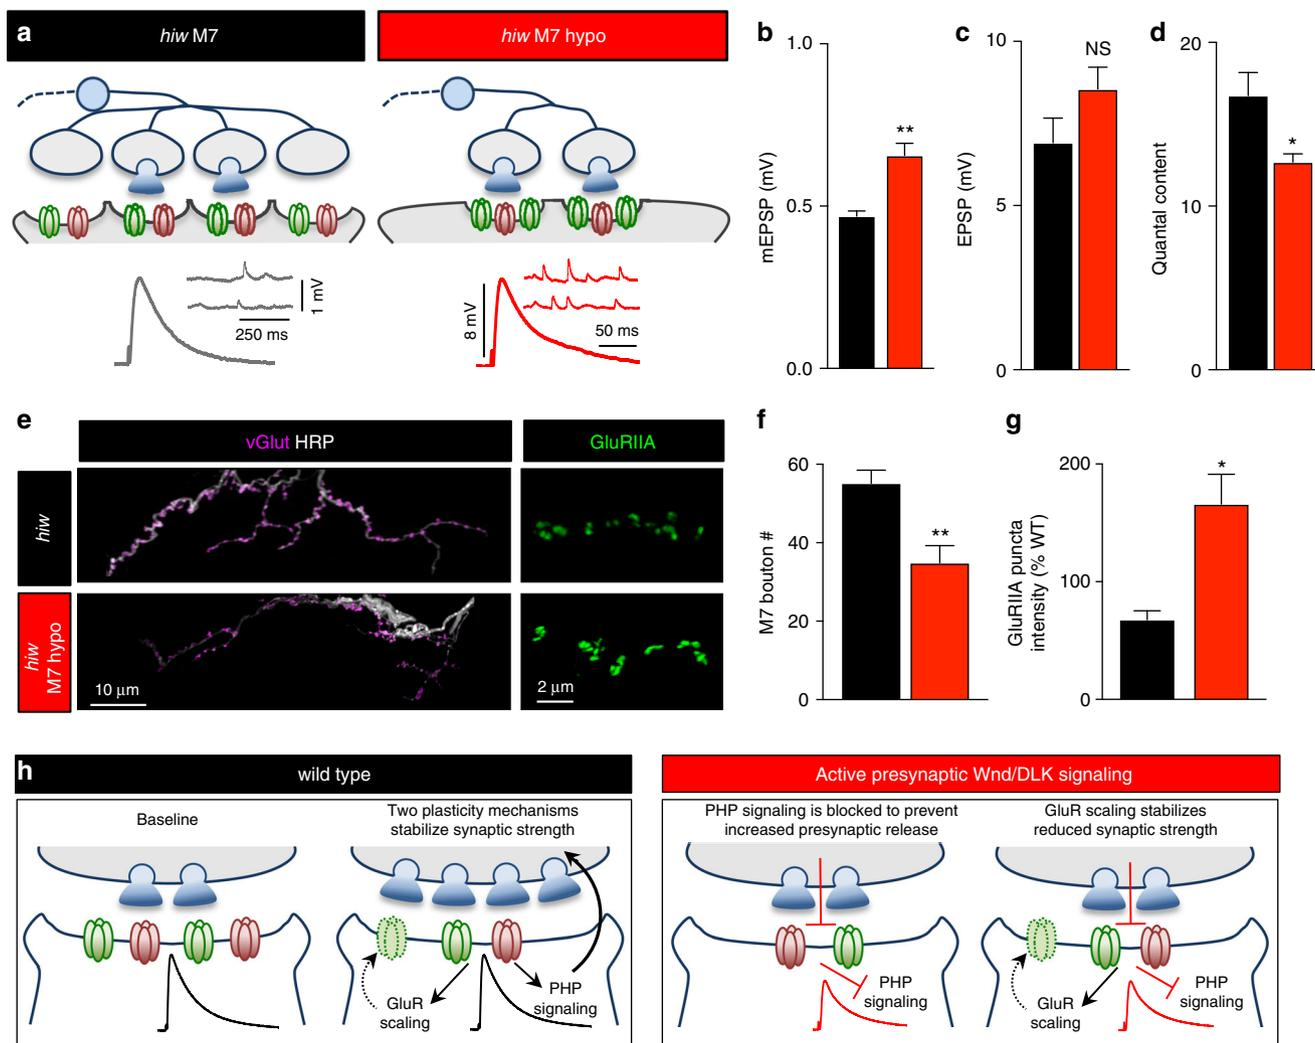 a
hiw M7
hiw M7 hypo
1 mV
250 ms
8 mV
50 ms
b
mEPSP (mV)
1.0
0.5
0.0
**
c
EPSP (mV)
10
5
0
NS
d
Quantal content
20
10
0
*
e
vGlut HRP
GluRIIA
hiw
hiw
M7 hypo
10 μm
2 μm
f
M7 bouton #
60
40
20
0
**
g
GluRIIA puncta
intensity (% WT)
200
100
0
*
h
wild type
Baseline
Two plasticity mechanisms
stabilize synaptic strength
GluR
scaling
PHP
signaling
Active presynaptic Wnd/DLK signaling
PHP signaling is blocked to prevent
increased presynaptic release
PHP
signaling
GluR scaling stabilizes
reduced synaptic strength
GluR
scaling
PHP
signaling